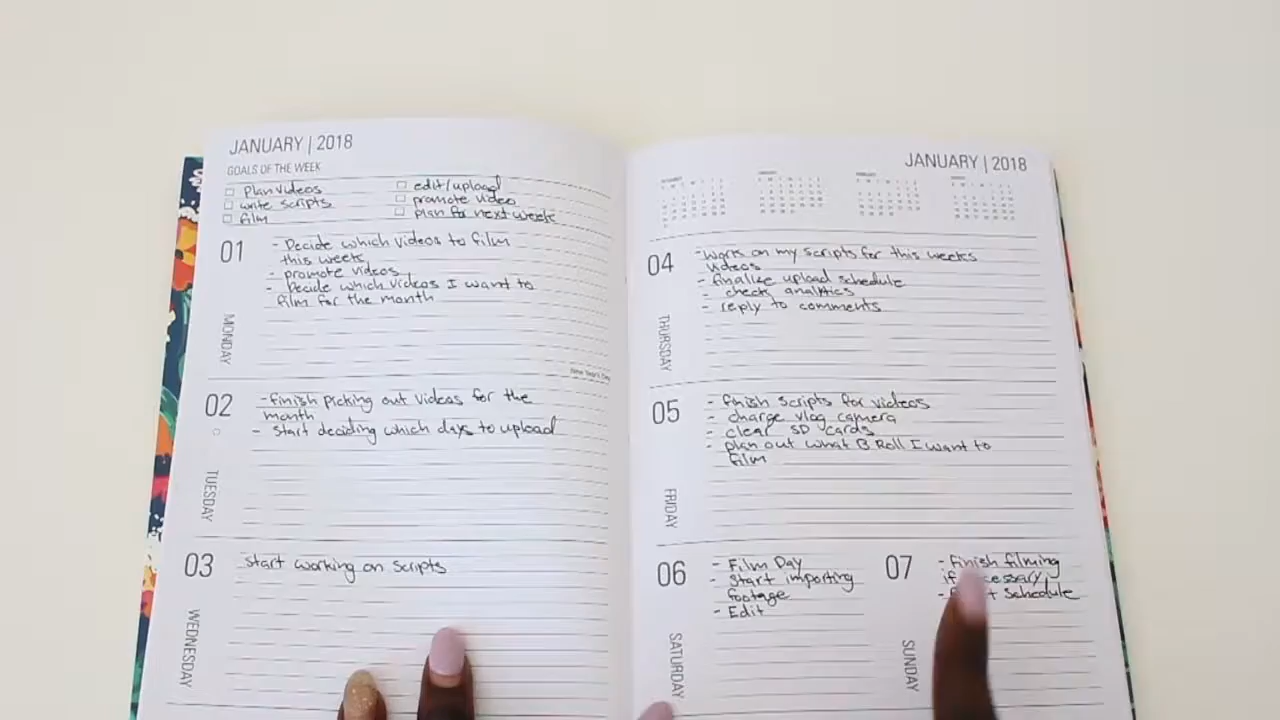 JANUARY | 2018
GOALS OF THE WEEK
Plan videos
write scripts
film
edit/upload
promote video
plan for next week
01
MONDAY
- Decide which videos to film
this week
- promote videos
- Decide which videos I want to
film for the month
New Year's Day
02
TUESDAY
- finish picking out videos for the
month
- start deciding which days to upload
03
WEDNESDAY
start working on scripts
JANUARY | 2018
04
THURSDAY
- works on my scripts for this weeks
videos
- finalize upload schedule
- check analytics
- reply to comments
05
FRIDAY
- finish scripts for videos
- charge vlog camera
- clear SD cards
- plan out what B Roll I want to
film
06
SATURDAY
- Film Day
- Start importing
footage
- Edit
07
SUNDAY
- finish filming
if
- Schedule